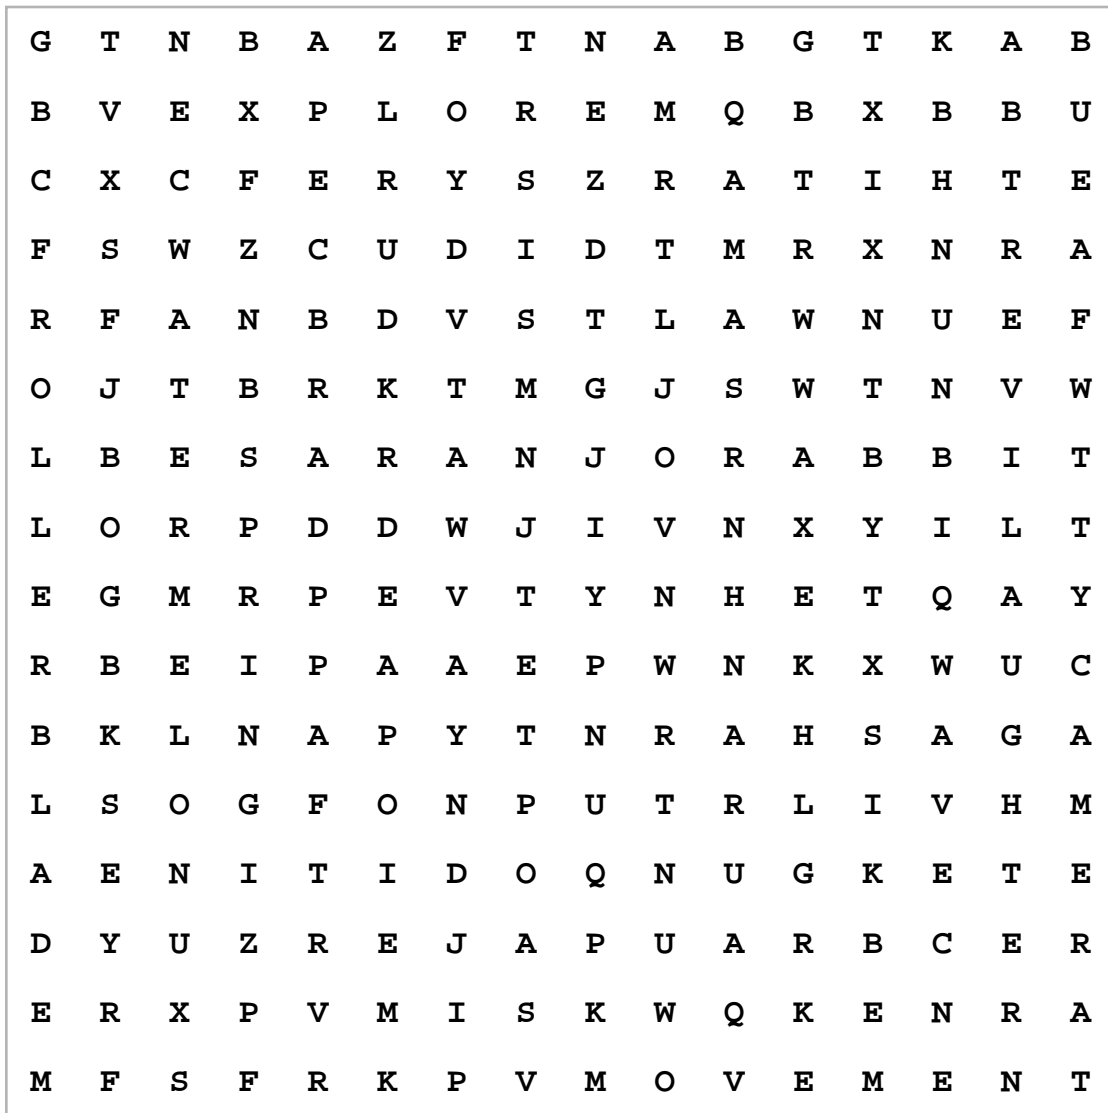 G T N B A Z F T N A B G T K A B
B V E X P L O R E M Q B X B B U
C X C F E R Y S Z R A T I H T E
F S W Z C U D I D T M R X N R A
R F A N B D V S T L A W N U E F
O J T B R K T M G J S W T N V W
L B E S A R A N J O R A B B I T
L O R P D D W J I V N X Y I L T
E G M R P E V T Y N H E T Q A Y
R B E I P A A E P W N K X W U C
B K L N A P Y T N R A H S A G A
L S O G F O N P U T R L I V H M
A E N I T I D O Q N U G K E T E
D Y U Z R E J A P U A R B C E R
E R X P V M I S K W Q K E N R A
M F S F R K P V M O V E M E N T